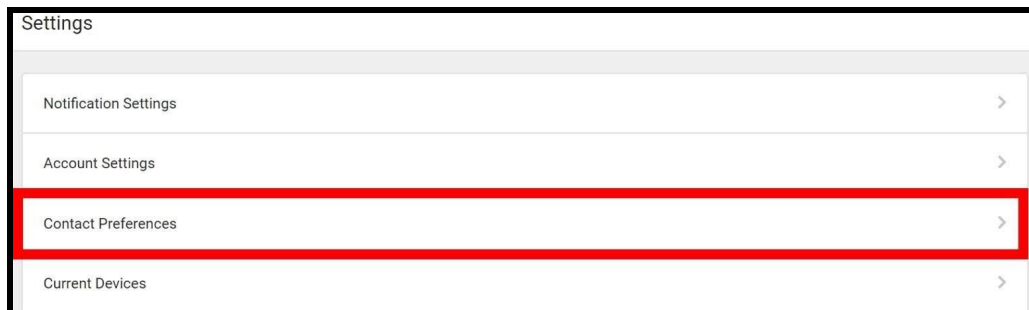 Settings
Notification Settings
Account Settings
Contact Preferences
Current Devices